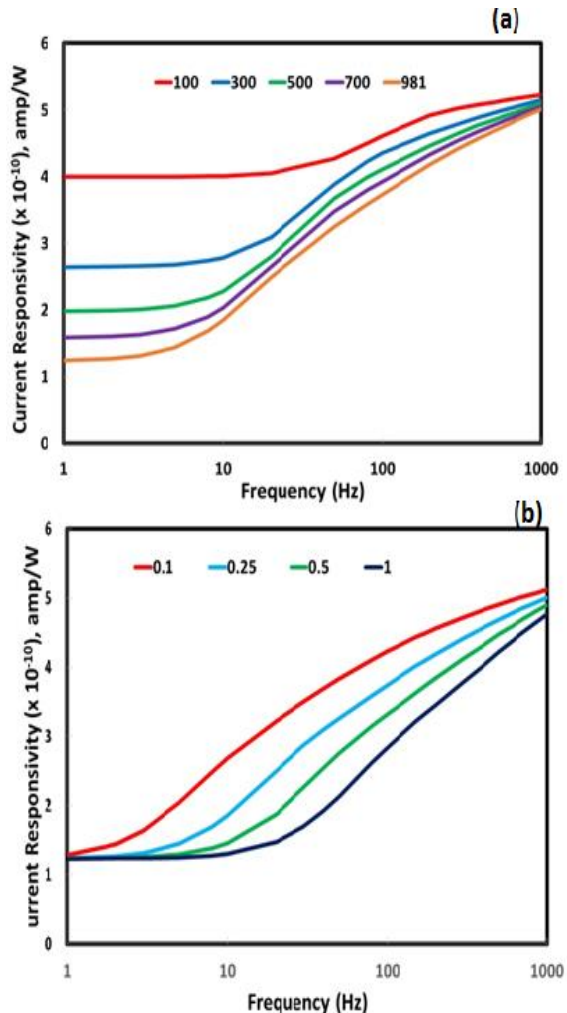 (a)
Current Responsivity (x 10⁻¹⁰), amp/W
6
100 300 500 700 981
5
4
3
2
1
0
1 10 100 1000
Frequency (Hz)
(b)
urrent Responsivity (x 10⁻¹⁰), amp/W
6
0.1 0.25 0.5 1
5
4
3
2
1
0
1 10 100 1000
Frequency (Hz)